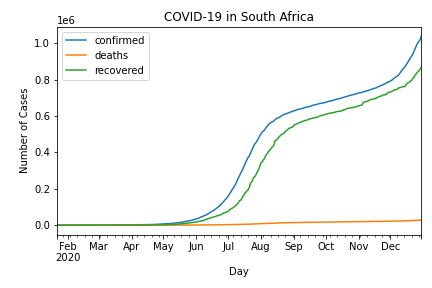 COVID-19 in South Africa
1e6
confirmed
deaths
recovered
1.0
0.8
0.6
0.4
0.2
0.0
Number of Cases
Feb Mar Apr May Jun Jul Aug Sep Oct Nov Dec
2020
Day